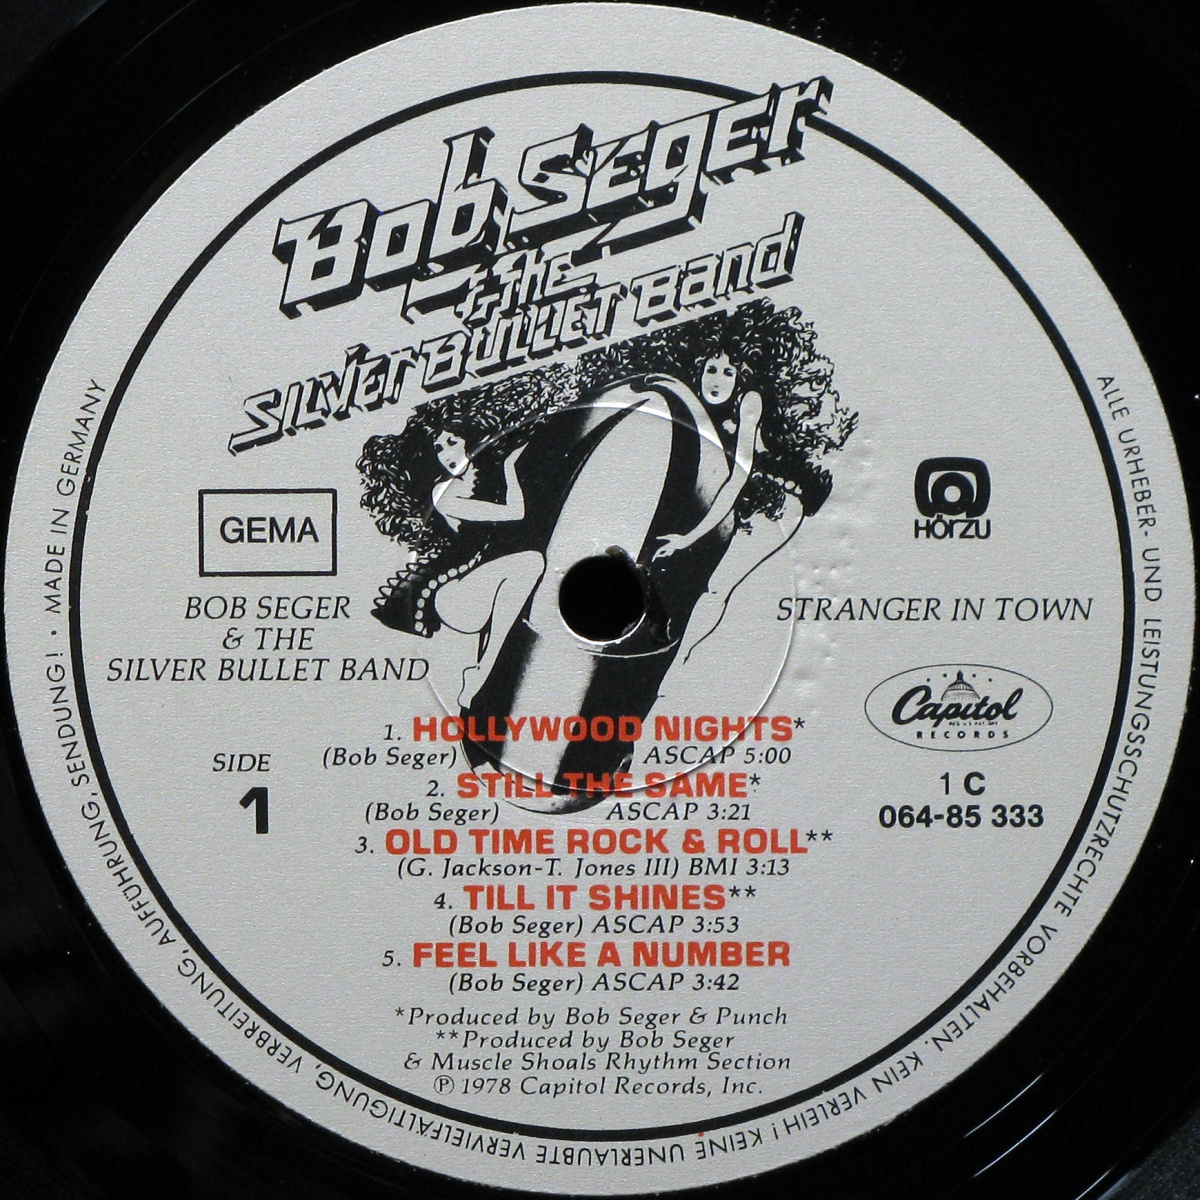 Bob Seger
& the
Silver Bullet Band
GEMA
HÖRZU
BOB SEGER
& THE
SILVER BULLET BAND
STRANGER IN TOWN
Capitol
REG. U.S. PAT. OFF.
RECORDS
SIDE
1
1 C
064-85 333
1. HOLLYWOOD NIGHTS*
(Bob Seger) ASCAP 5:00
2. STILL THE SAME*
(Bob Seger) ASCAP 3:21
3. OLD TIME ROCK & ROLL**
(G. Jackson-T. Jones III) BMI 3:13
4. TILL IT SHINES**
(Bob Seger) ASCAP 3:53
5. FEEL LIKE A NUMBER
(Bob Seger) ASCAP 3:42
*Produced by Bob Seger & Punch
**Produced by Bob Seger
& Muscle Shoals Rhythm Section
℗ 1978 Capitol Records, Inc.
ALLE URHEBER- UND LEISTUNGSSCHUTZRECHTE VORBEHALTEN. KEIN VERLEIH! KEINE UNERLAUBTE VERVIELFÄLTIGUNG, VERBREITUNG, AUFFÜHRUNG, SENDUNG! • MADE IN GERMANY